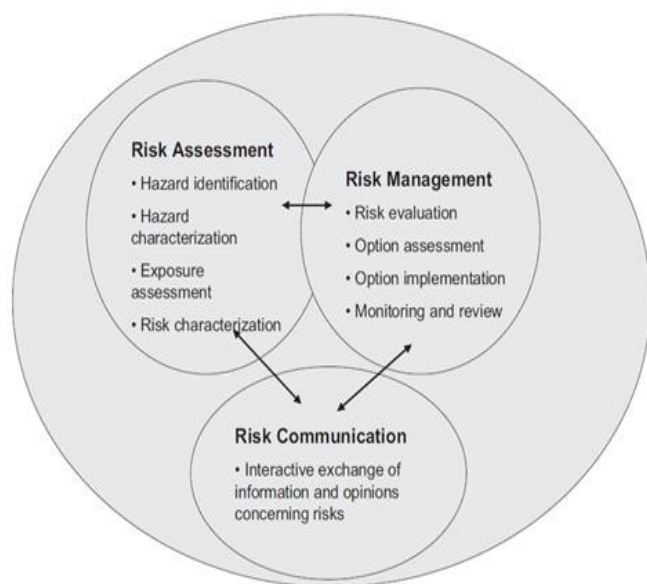 Risk Assessment
• Hazard identification
• Hazard
characterization
• Exposure
assessment
• Risk characterization
Risk Management
• Risk evaluation
• Option assessment
• Option implementation
• Monitoring and review
Risk Communication
• Interactive exchange of
information and opinions
concerning risks